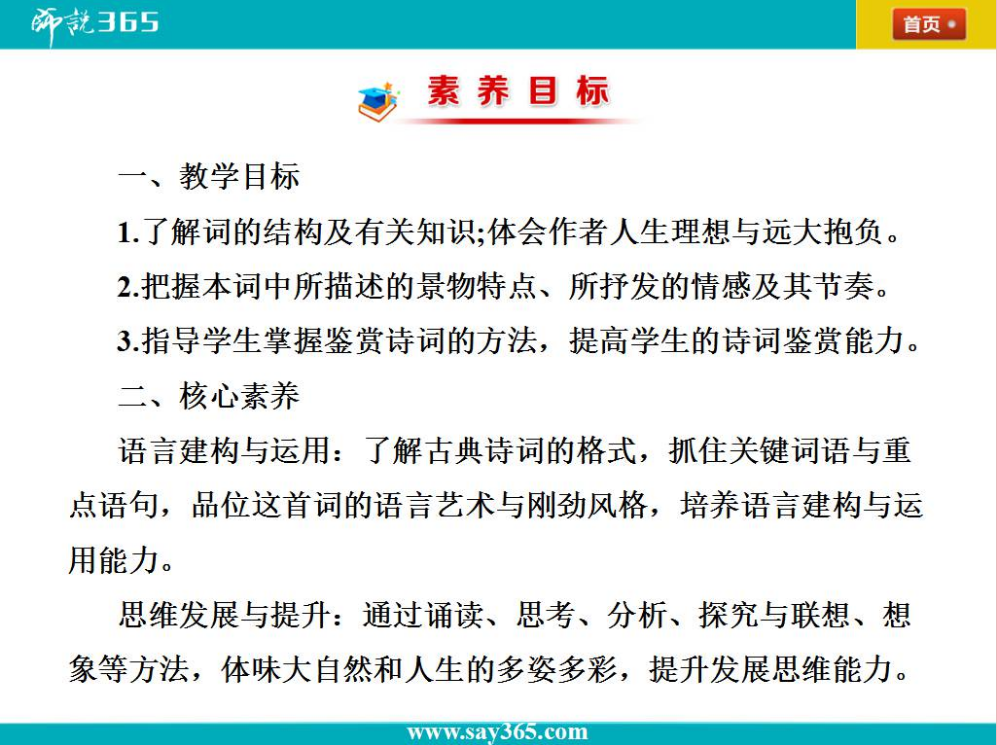 师说365
首页
素养目标
一、教学目标
1.了解词的结构及有关知识;体会作者人生理想与远大抱负。
2.把握本词中所描述的景物特点、所抒发的情感及其节奏。
3.指导学生掌握鉴赏诗词的方法，提高学生的诗词鉴赏能力。
二、核心素养
语言建构与运用：了解古典诗词的格式，抓住关键词语与重
点语句，品位这首词的语言艺术与刚劲风格，培养语言建构与运
用能力。
思维发展与提升：通过诵读、思考、分析、探究与联想、想
象等方法，体味大自然和人生的多姿多彩，提升发展思维能力。
www.say365.com